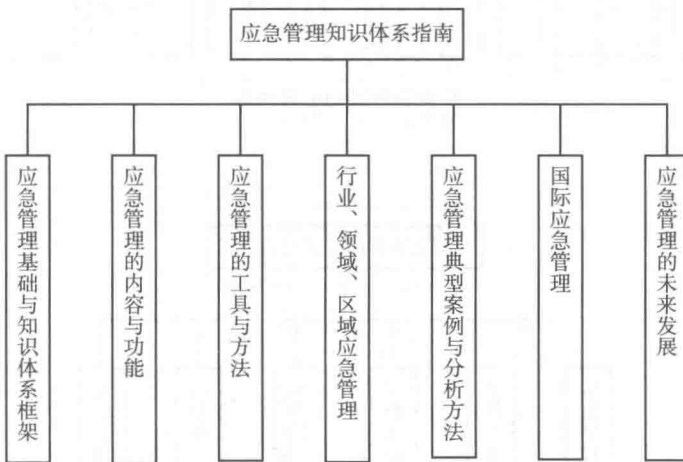 应急管理知识体系指南
应急管理基础与知识体系框架
应急管理的内容与功能
应急管理的工具与方法
行业、领域、区域应急管理
应急管理典型案例与分析方法
国际应急管理
应急管理的未来发展